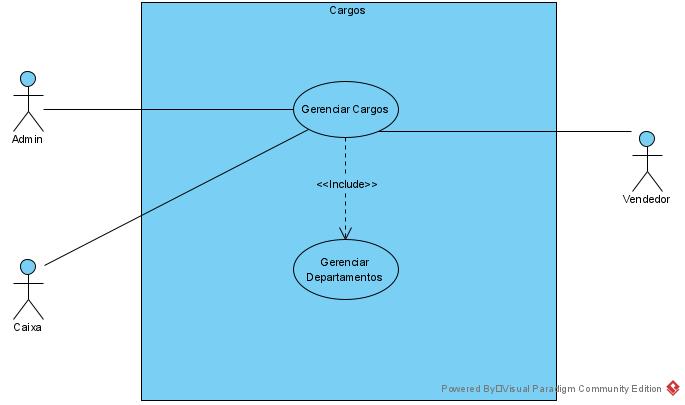 Cargos
Gerenciar Cargos
Admin
<<Include>>
Vendedor
Gerenciar
Departamentos
Caixa
Powered By Visual Paradigm Community Edition